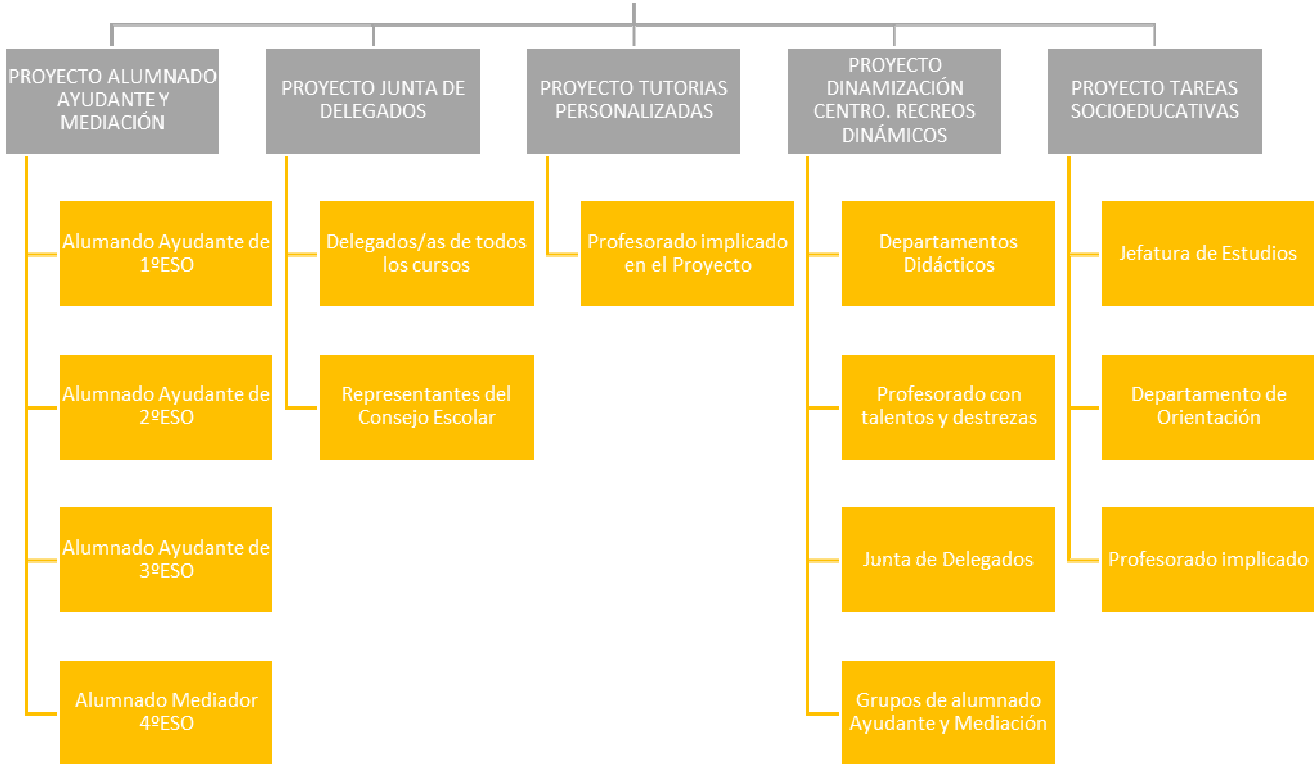 PROYECTO ALUMNADO
AYUDANTE Y
MEDIACIÓN
PROYECTO JUNTA DE
DELEGADOS
PROYECTO TUTORIAS
PERSONALIZADAS
PROYECTO
DINAMIZACIÓN
CENTRO. RECREOS
DINÁMICOS
PROYECTO TAREAS
SOCIOEDUCATIVAS
Alumando Ayudante de
1ºESO
Alumnado Ayudante de
2ºESO
Alumnado Ayudante de
3ºESO
Alumnado Mediador
4ºESO
Delegados/as de todos
los cursos
Representantes del
Consejo Escolar
Profesorado implicado
en el Proyecto
Departamentos
Didácticos
Profesorado con
talentos y destrezas
Junta de Delegados
Grupos de alumnado
Ayudante y Mediación
Jefatura de Estudios
Departamento de
Orientación
Profesorado implicado